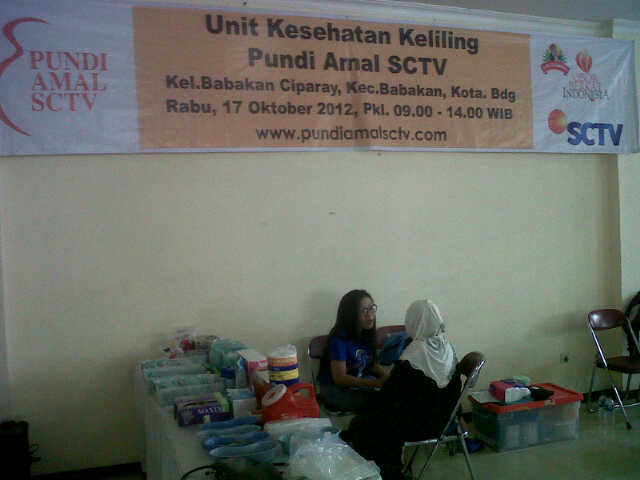 PUNDI
AMAL
SCTV
Unit Kesehatan Keliling
Pundi Amal SCTV
Kel.Babakan Ciparay, Kec.Babakan, Kota. Bdg
Rabu, 17 Oktober 2012, Pkl. 09.00 - 14.00 WIB
www.pundiamalsctv.com
INDONESIA
SCTV